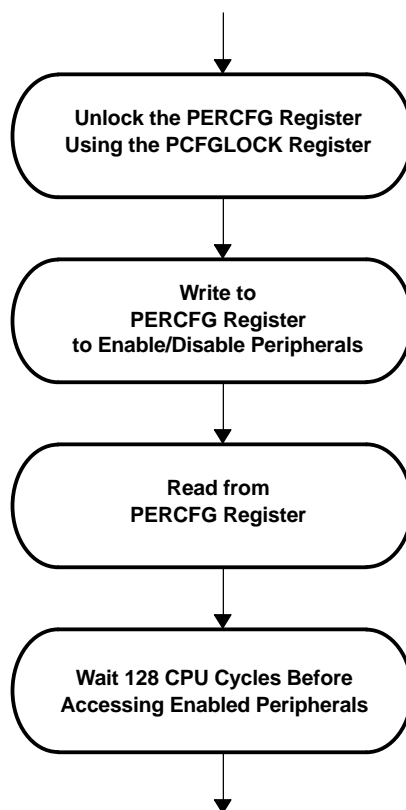 Unlock the PERCFG Register
Using the PCFGLOCK Register
Write to
PERCFG Register
to Enable/Disable Peripherals
Read from
PERCFG Register
Wait 128 CPU Cycles Before
Accessing Enabled Peripherals